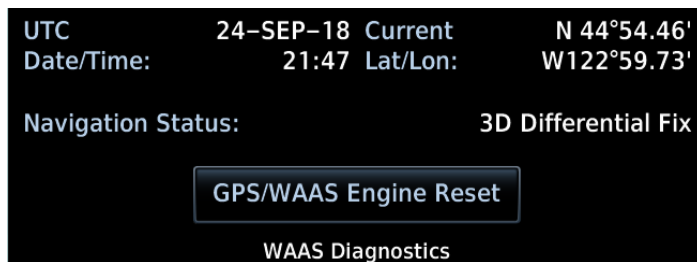 UTC 24-SEP-18 Current N 44°54.46'
Date/Time: 21:47 Lat/Lon: W122°59.73'
Navigation Status: 3D Differential Fix
GPS/WAAS Engine Reset
WAAS Diagnostics